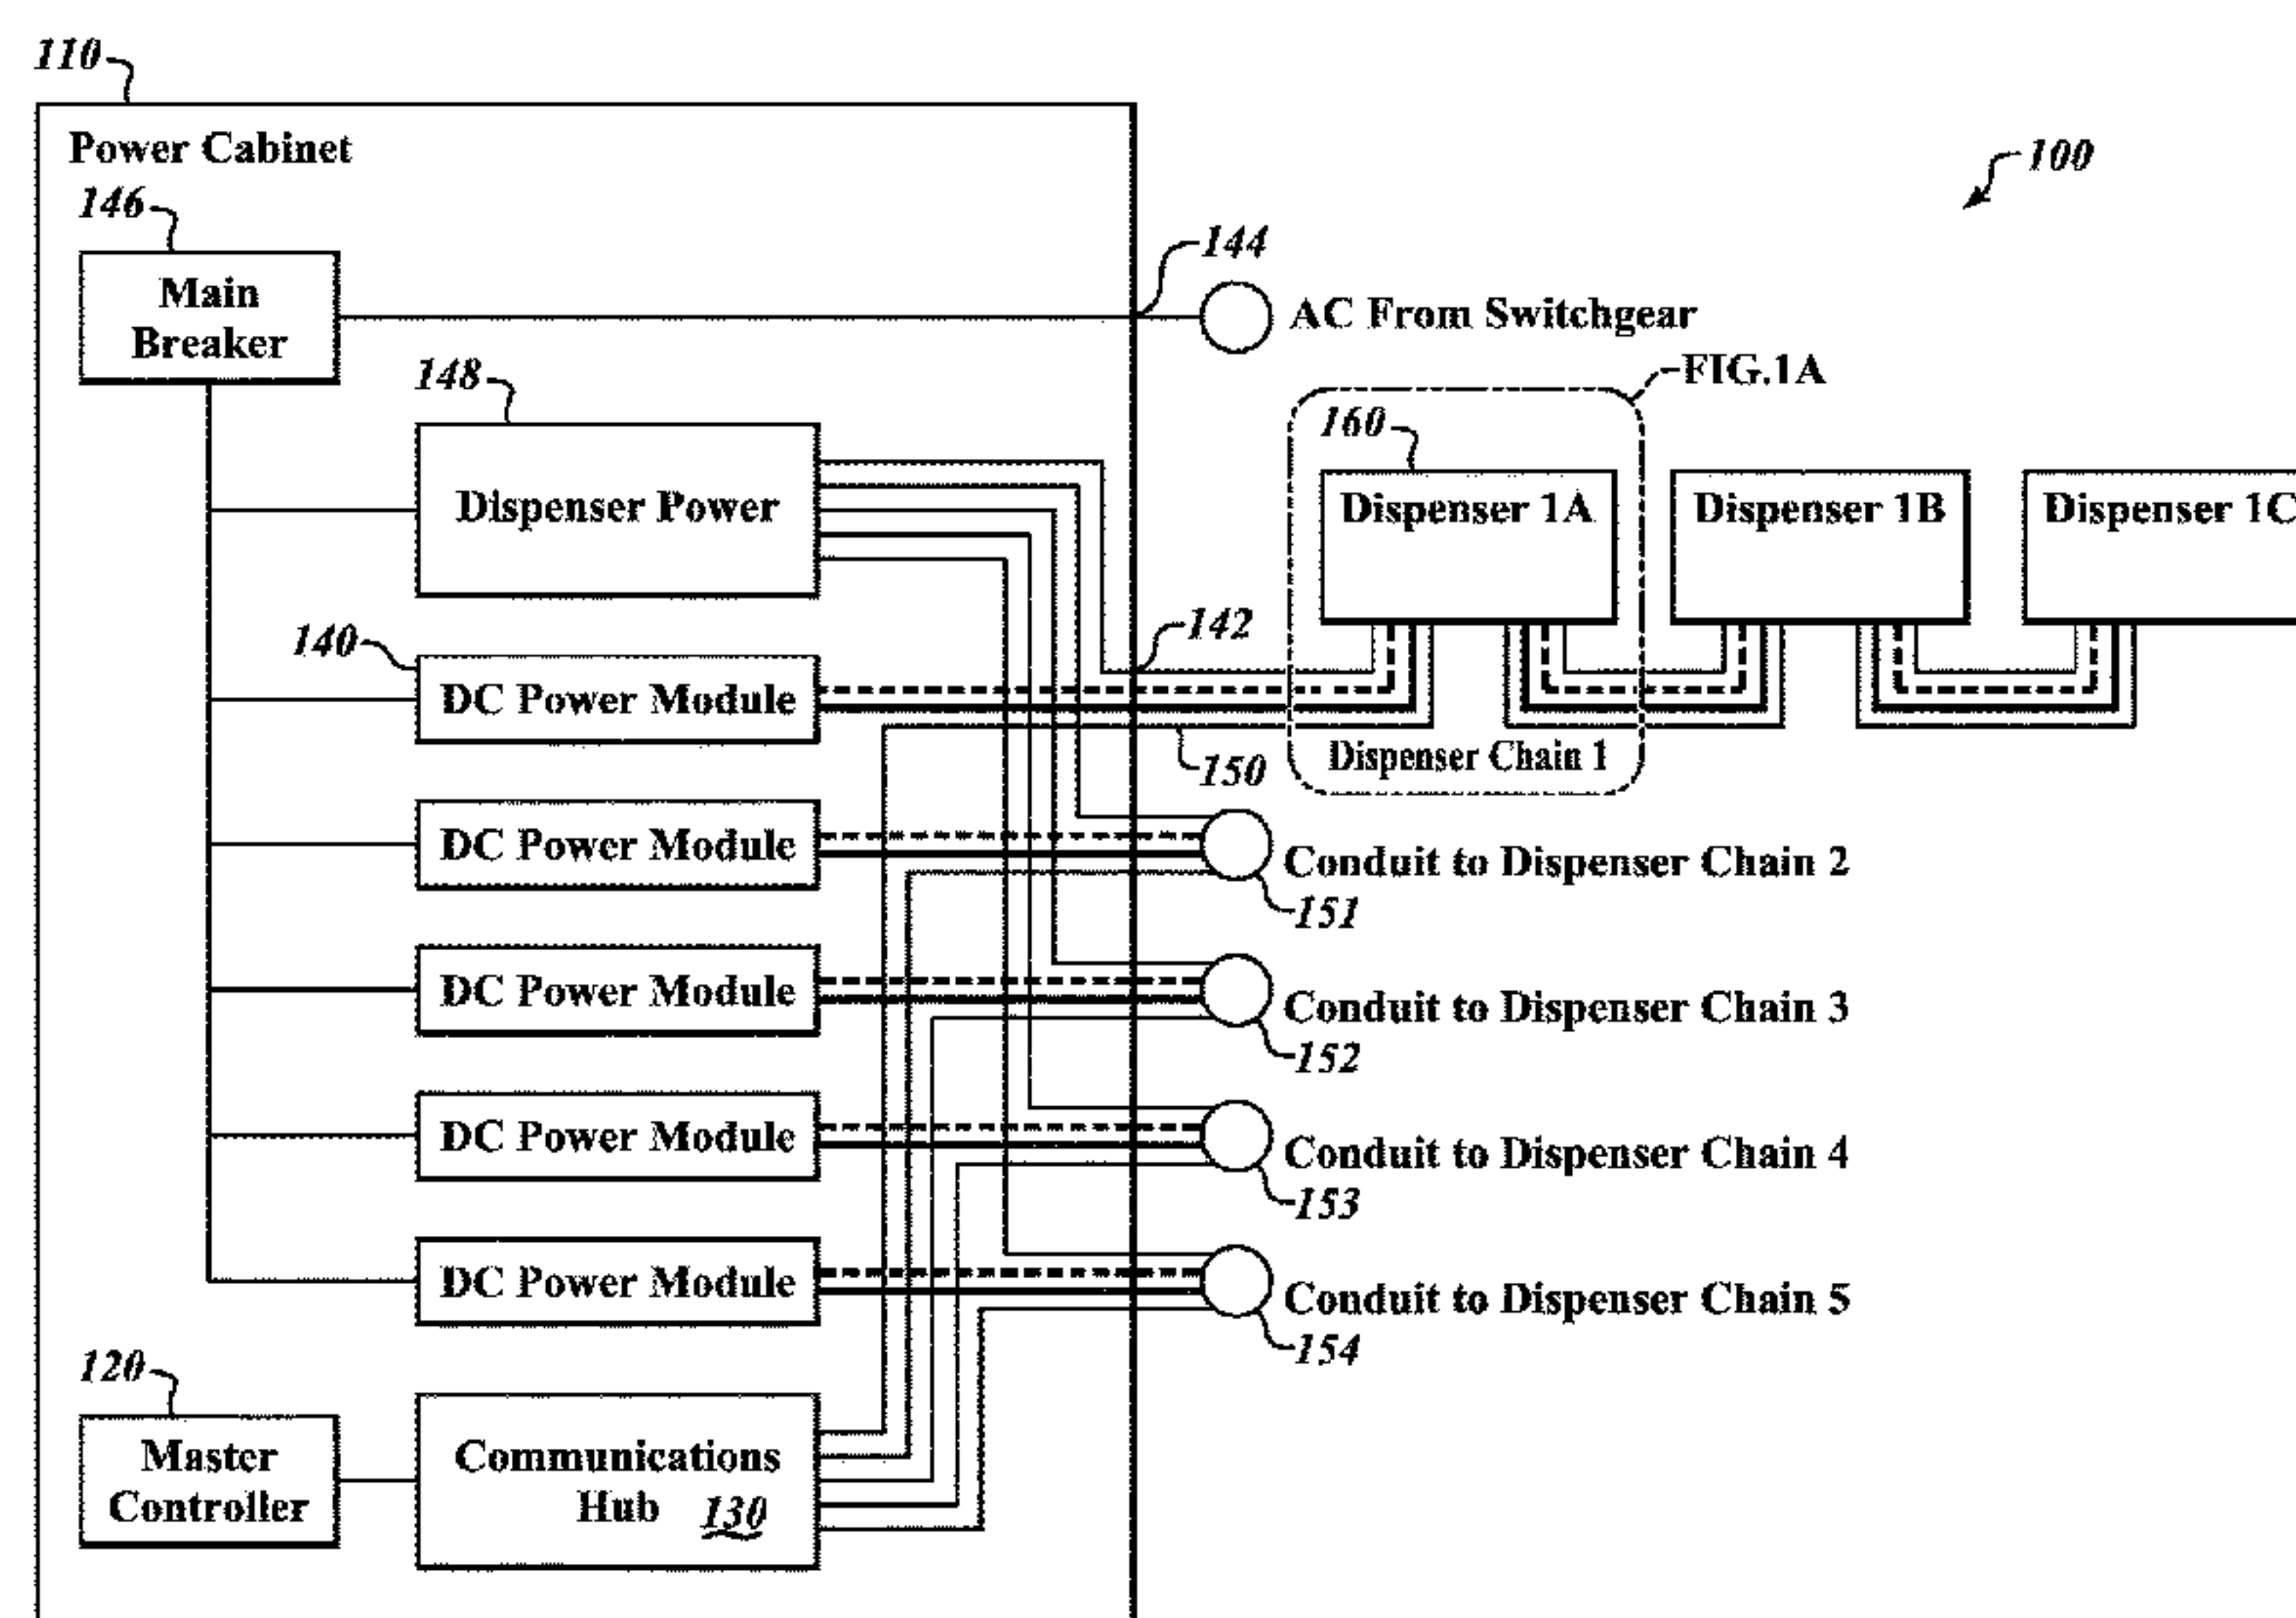 110
Power Cabinet
100
146
144
Main
Breaker
AC From Switchgear
148
FIG.1A
160
Dispenser Power
Dispenser 1A
Dispenser 1B
Dispenser 1C
142
140
DC Power Module
150
Dispenser Chain 1
DC Power Module
Conduit to Dispenser Chain 2
151
DC Power Module
Conduit to Dispenser Chain 3
152
DC Power Module
Conduit to Dispenser Chain 4
153
DC Power Module
Conduit to Dispenser Chain 5
154
120
Master
Controller
Communications
Hub 130